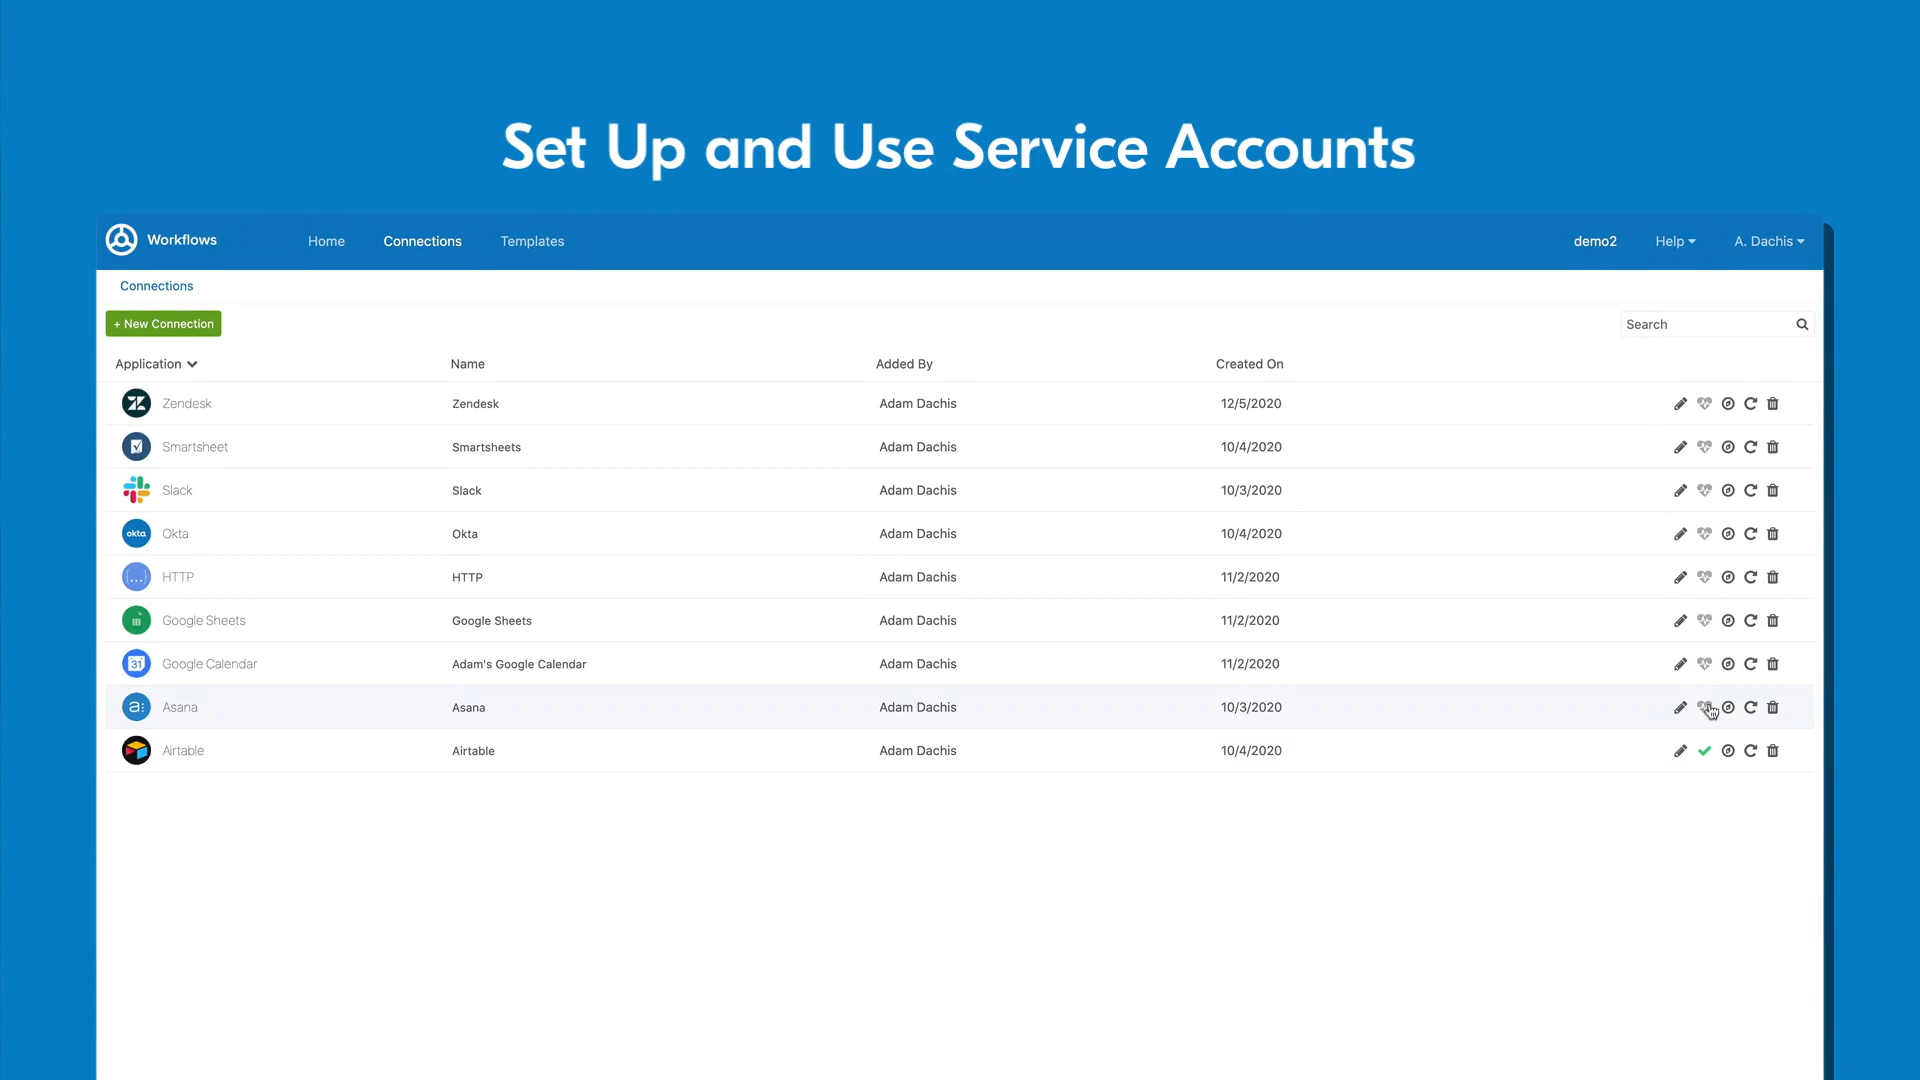 Set Up and Use Service Accounts
Workflows Home Connections Templates demo2 Help A. Dachis
Connections
+ New Connection Search
Application Name Added By Created On
Zendesk Zendesk Adam Dachis 12/5/2020
Smartsheet Smartsheets Adam Dachis 10/4/2020
Slack Slack Adam Dachis 10/3/2020
okta Okta Okta Adam Dachis 10/4/2020
(...) HTTP HTTP Adam Dachis 11/2/2020
Google Sheets Google Sheets Adam Dachis 11/2/2020
31 Google Calendar Adam's Google Calendar Adam Dachis 11/2/2020
a: Asana Asana Adam Dachis 10/3/2020
Airtable Airtable Adam Dachis 10/4/2020